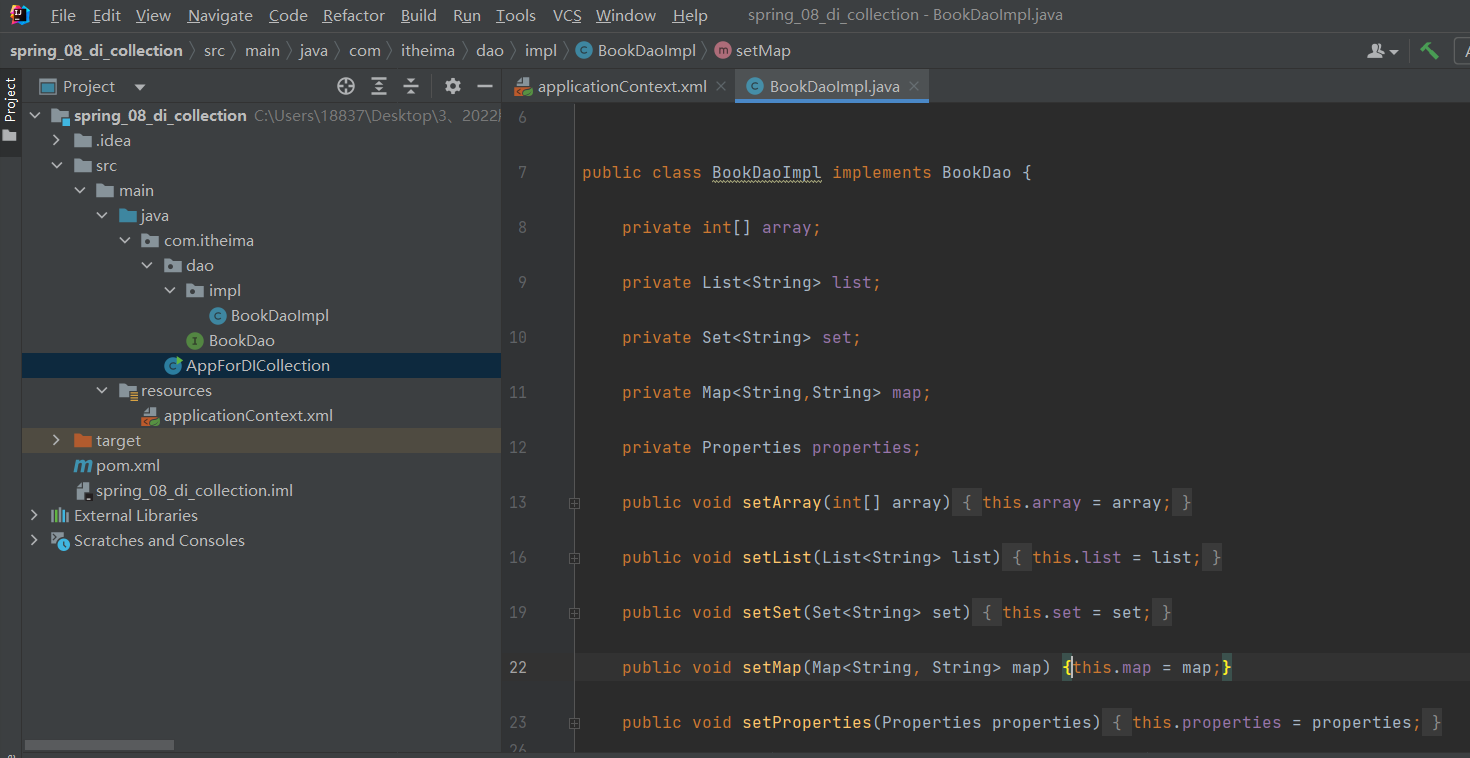 File Edit View Navigate Code Refactor Build Run Tools VCS Window Help spring_08_di_collection - BookDaoImpl.java
spring_08_di_collection src main java com itheima dao impl BookDaoImpl setMap
Project
Project
applicationContext.xml
BookDaoImpl.java
spring_08_di_collection C:\Users\18837\Desktop\3、2022
.idea
src
main
java
com.itheima
dao
impl
BookDaoImpl
BookDao
AppForDICollection
resources
applicationContext.xml
target
pom.xml
spring_08_di_collection.iml
External Libraries
Scratches and Consoles
6
7 public class BookDaoImpl implements BookDao {
8 private int[] array;
9 private List<String> list;
10 private Set<String> set;
11 private Map<String,String> map;
12 private Properties properties;
13 public void setArray(int[] array) { this.array = array; }
16 public void setList(List<String> list) { this.list = list; }
19 public void setSet(Set<String> set) { this.set = set; }
22 public void setMap(Map<String, String> map) {this.map = map;}
23 public void setProperties(Properties properties) { this.properties = properties; }
26